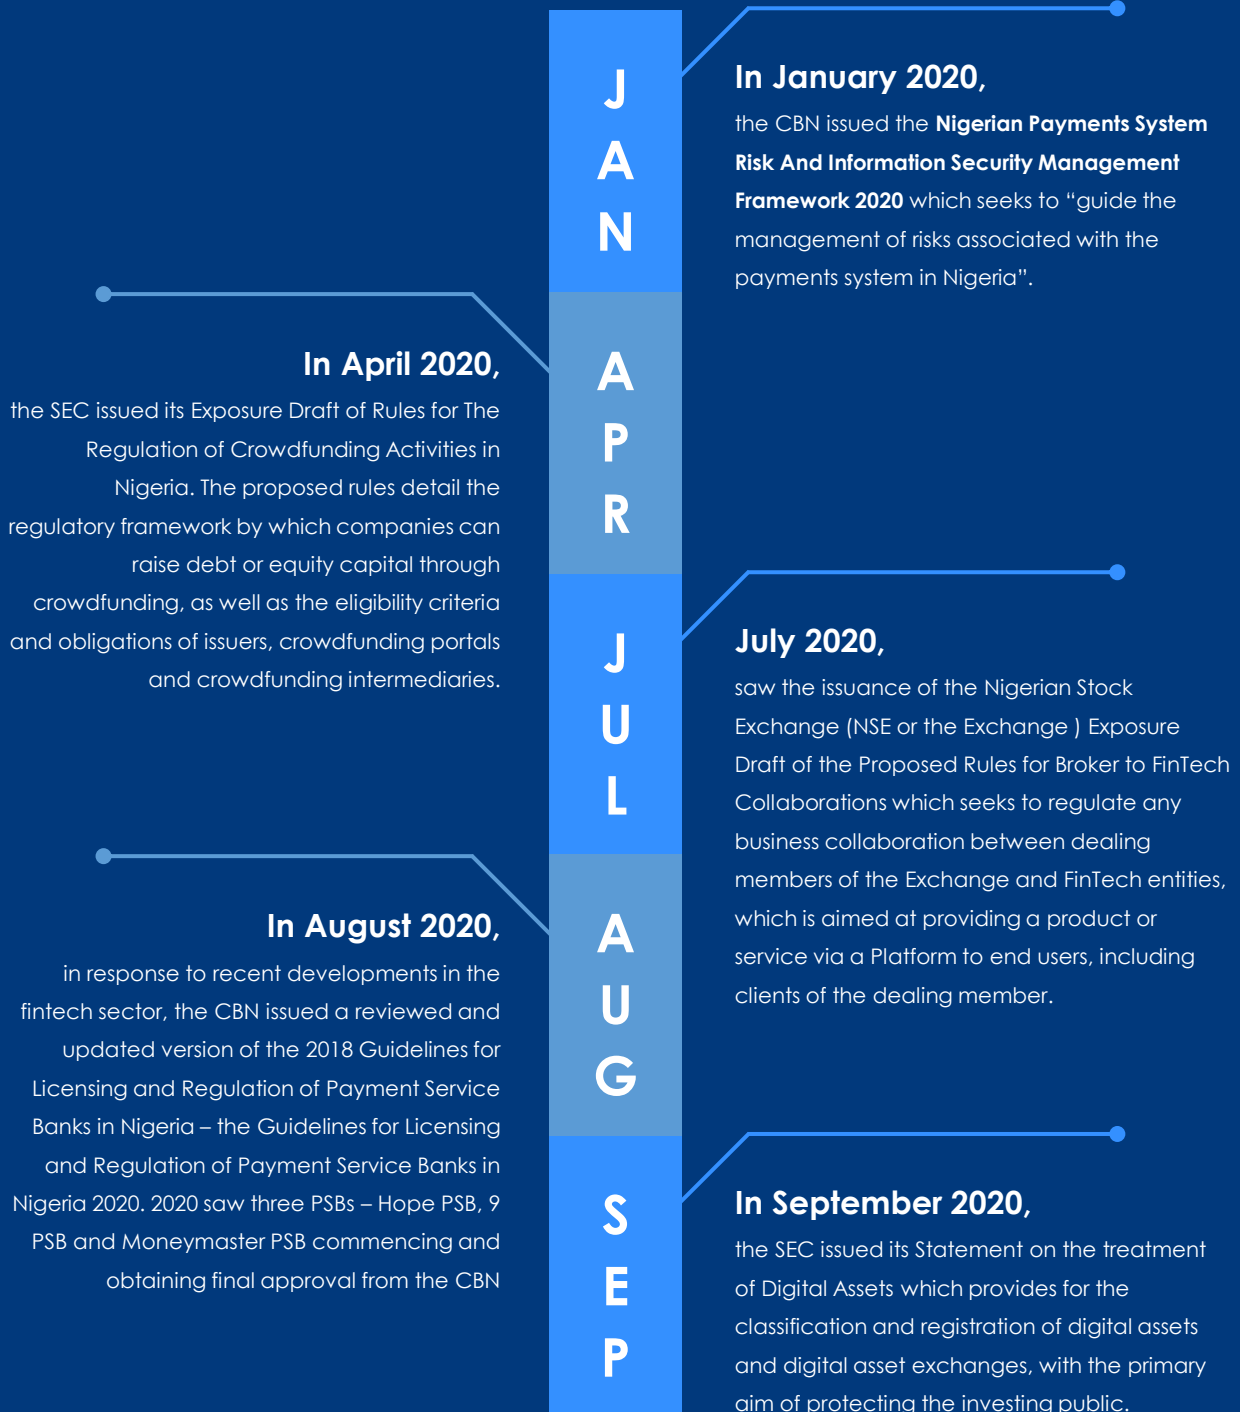 J
A
N
In January 2020,
the CBN issued the Nigerian Payments System
Risk And Information Security Management
Framework 2020 which seeks to “guide the
management of risks associated with the
payments system in Nigeria”.
A
P
R
In April 2020,
the SEC issued its Exposure Draft of Rules for The
Regulation of Crowdfunding Activities in
Nigeria. The proposed rules detail the
regulatory framework by which companies can
raise debt or equity capital through
crowdfunding, as well as the eligibility criteria
and obligations of issuers, crowdfunding portals
and crowdfunding intermediaries.
J
U
L
July 2020,
saw the issuance of the Nigerian Stock
Exchange (NSE or the Exchange ) Exposure
Draft of the Proposed Rules for Broker to FinTech
Collaborations which seeks to regulate any
business collaboration between dealing
members of the Exchange and FinTech entities,
which is aimed at providing a product or
service via a Platform to end users, including
clients of the dealing member.
A
U
G
In August 2020,
in response to recent developments in the
fintech sector, the CBN issued a reviewed and
updated version of the 2018 Guidelines for
Licensing and Regulation of Payment Service
Banks in Nigeria – the Guidelines for Licensing
and Regulation of Payment Service Banks in
Nigeria 2020. 2020 saw three PSBs – Hope PSB, 9
PSB and Moneymaster PSB commencing and
obtaining final approval from the CBN
S
E
P
In September 2020,
the SEC issued its Statement on the treatment
of Digital Assets which provides for the
classification and registration of digital assets
and digital asset exchanges, with the primary
aim of protecting the investing public.